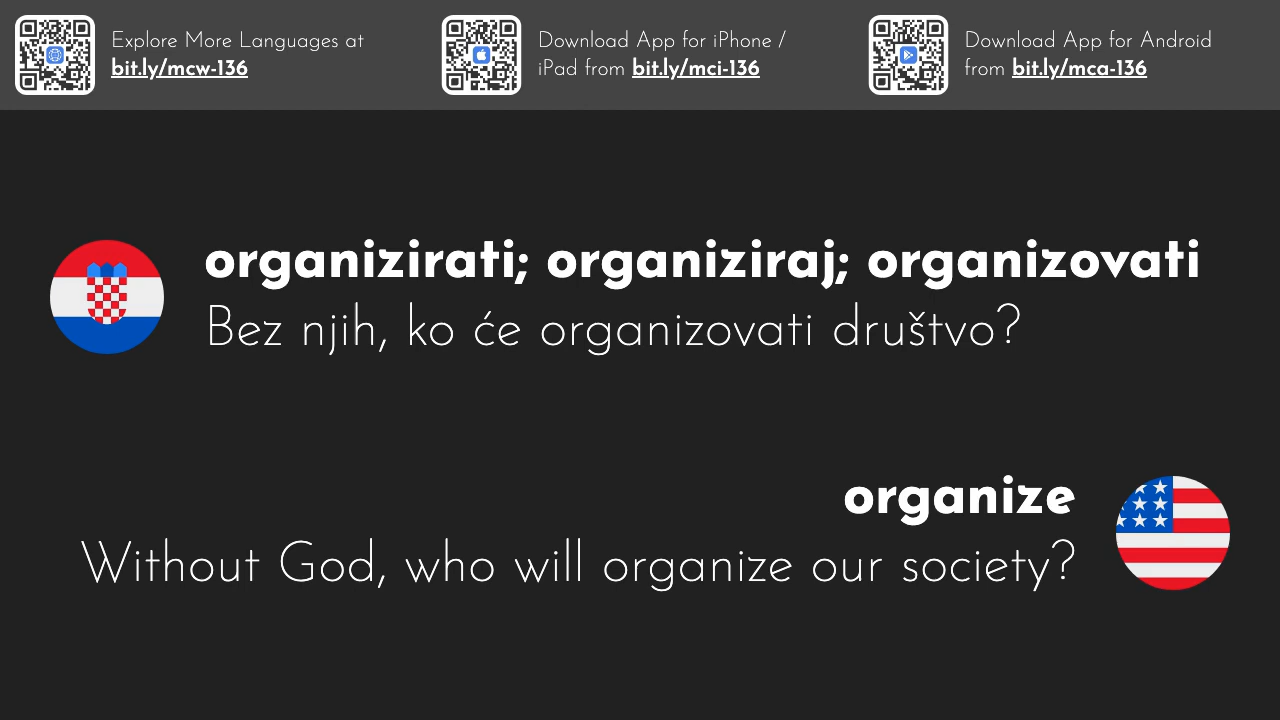 Explore More Languages at
bit.ly/mcw-136
Download App for iPhone /
iPad from bit.ly/mci-136
Download App for Android
from bit.ly/mca-136
organizirati; organiziraj; organizovati
Bez njih, ko će organizovati društvo?
organize
Without God, who will organize our society?